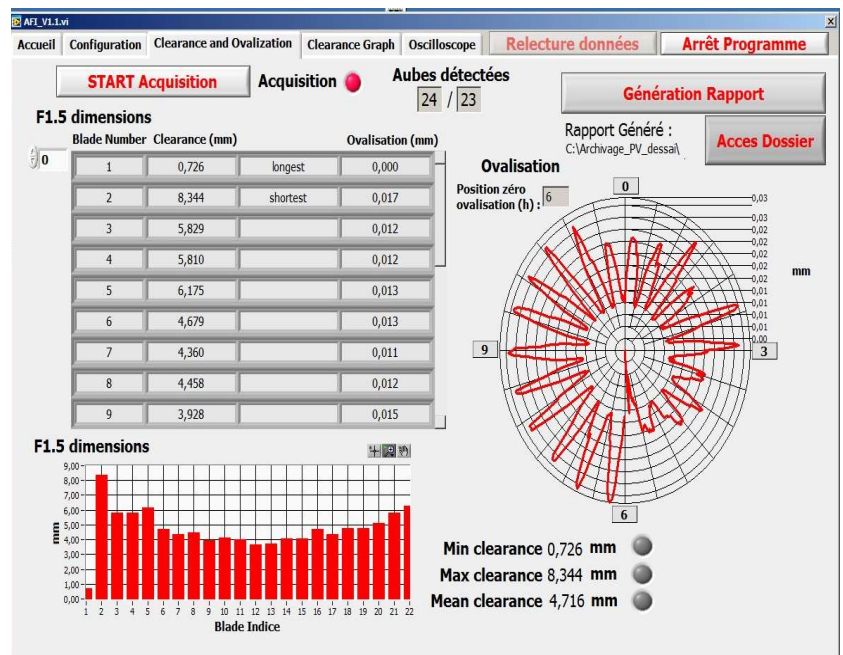 AFI_V1.1.vi
Accueil Configuration Clearance and Ovalization Clearance Graph Oscilloscope Relecture données Arrêt Programme
START Acquisition Acquisition Aubes détectées
24 / 23
Génération Rapport
F1.5 dimensions
Rapport Généré :
C:\Archivage_PV_dessai\
Acces Dossier
Blade Number Clearance (mm) Ovalisation (mm)
0
1 0,726 longest 0,000
2 8,344 shortest 0,017
3 5,829 0,012
4 5,810 0,012
5 6,175 0,013
6 4,679 0,013
7 4,360 0,011
8 4,458 0,012
9 3,928 0,015
Ovalisation
Position zéro
ovalisation (h) : 6
0
3
6
9
0,03
0,03
0,02
0,02
0,02
0,02
0,02
0,01
0,01
0,01
0,01
0,00
mm
F1.5 dimensions
9,00
8,00
7,00
6,00
5,00
4,00
3,00
2,00
1,00
0,00
mm
1 2 3 4 5 6 7 8 9 10 11 12 13 14 15 16 17 18 19 20 21 22
Blade Indice
Min clearance 0,726 mm
Max clearance 8,344 mm
Mean clearance 4,716 mm